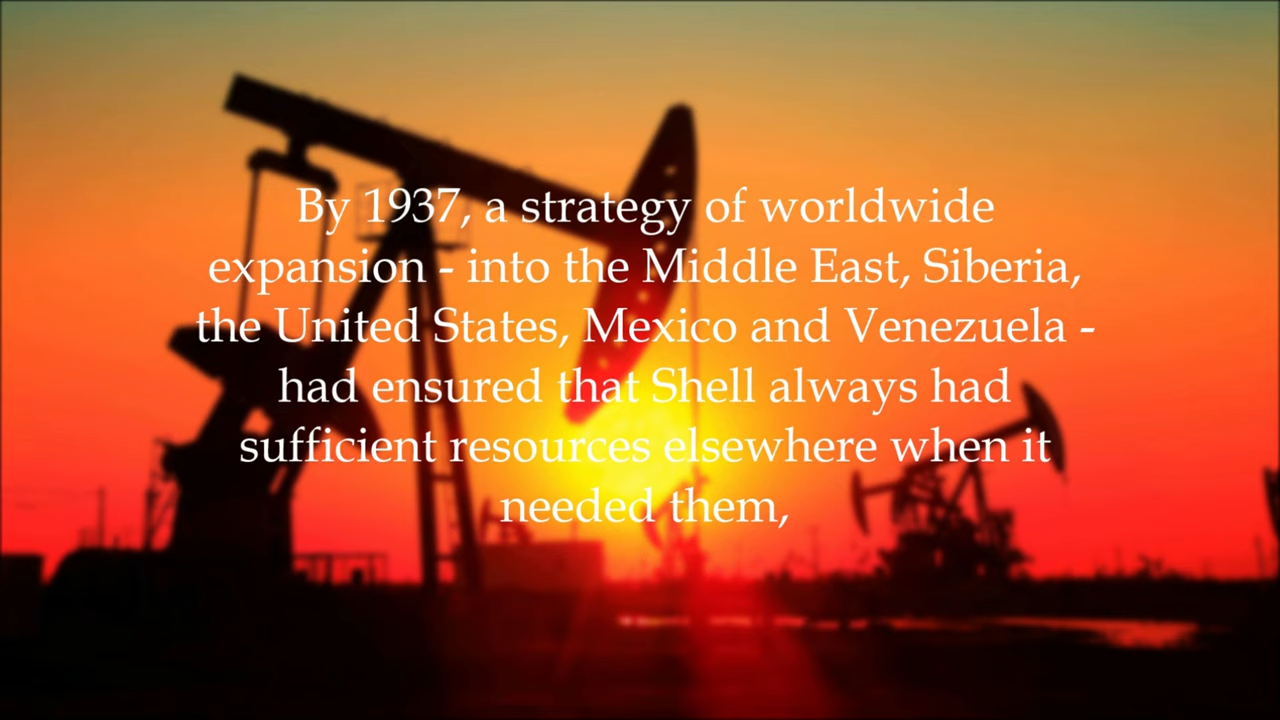 By 1937, a strategy of worldwide
expansion - into the Middle East, Siberia,
the United States, Mexico and Venezuela -
had ensured that Shell always had
sufficient resources elsewhere when it
needed them,